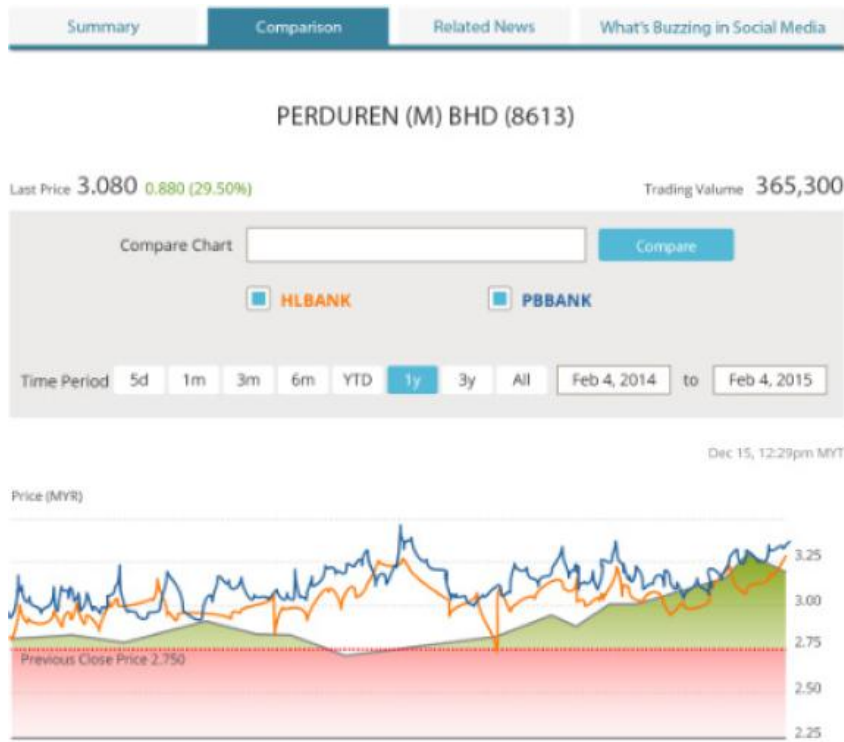 Summary Comparison Related News What's Buzzing in Social Media
PERDUREN (M) BHD (8613)
Last Price 3.080 0.880 (29.50%) Trading Volume 365,300
Compare Chart Compare
HLBANK PBBANK
Time Period 5d 1m 3m 6m YTD 1y 3y All Feb 4, 2014 to Feb 4, 2015
Dec 15, 12:29pm MYT
Price (MYR)
3.25
3.00
2.75
Previous Close Price 2.750
2.50
2.25